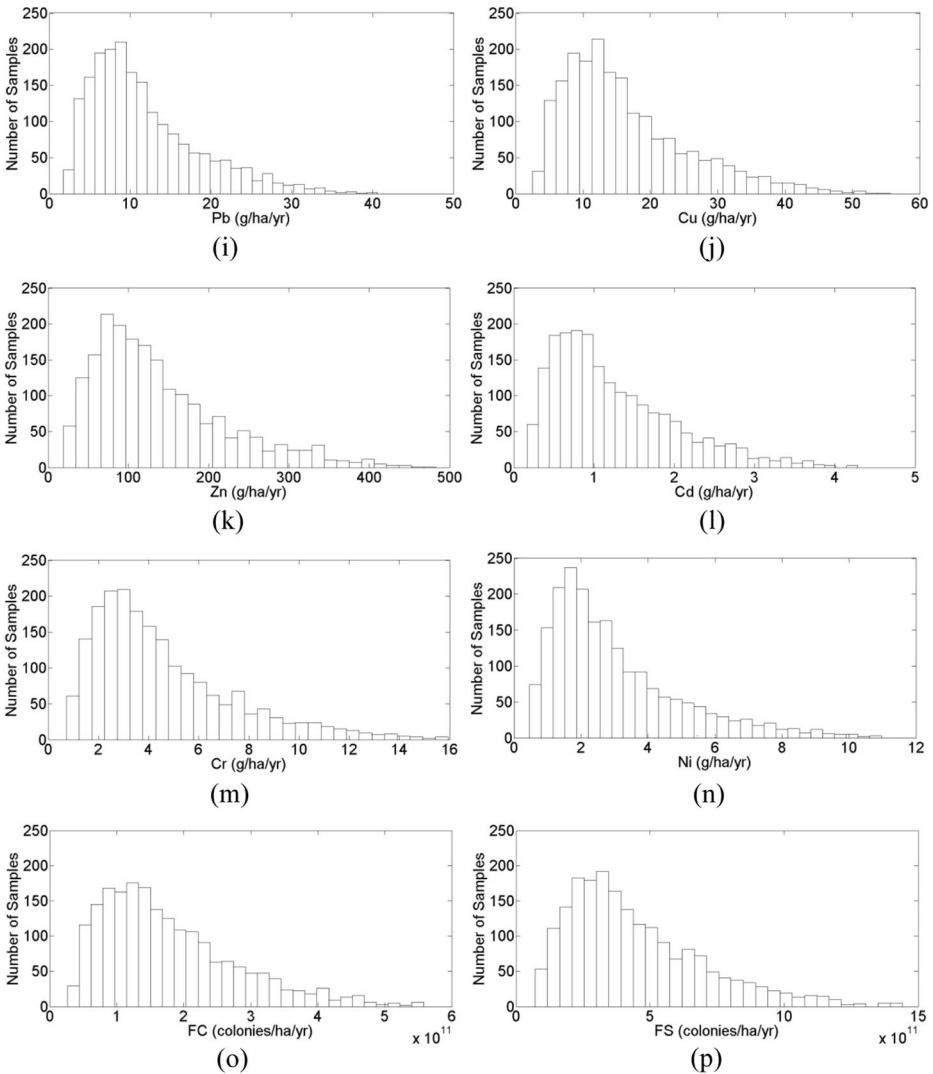 250
200
150
100
50
0
Number of Samples
0 10 20 30 40 50
Pb (g/ha/yr)
(i)
250
200
150
100
50
0
Number of Samples
0 10 20 30 40 50 60
Cu (g/ha/yr)
(j)
250
200
150
100
50
0
Number of Samples
0 100 200 300 400 500
Zn (g/ha/yr)
(k)
250
200
150
100
50
0
Number of Samples
0 1 2 3 4 5
Cd (g/ha/yr)
(l)
250
200
150
100
50
0
Number of Samples
0 2 4 6 8 10 12 14 16
Cr (g/ha/yr)
(m)
250
200
150
100
50
0
Number of Samples
0 2 4 6 8 10 12
Ni (g/ha/yr)
(n)
250
200
150
100
50
0
Number of Samples
0 1 2 3 4 5 6
FC (colonies/ha/yr)
x 10^11
(o)
250
200
150
100
50
0
Number of Samples
0 5 10 15
FS (colonies/ha/yr)
x 10^11
(p)